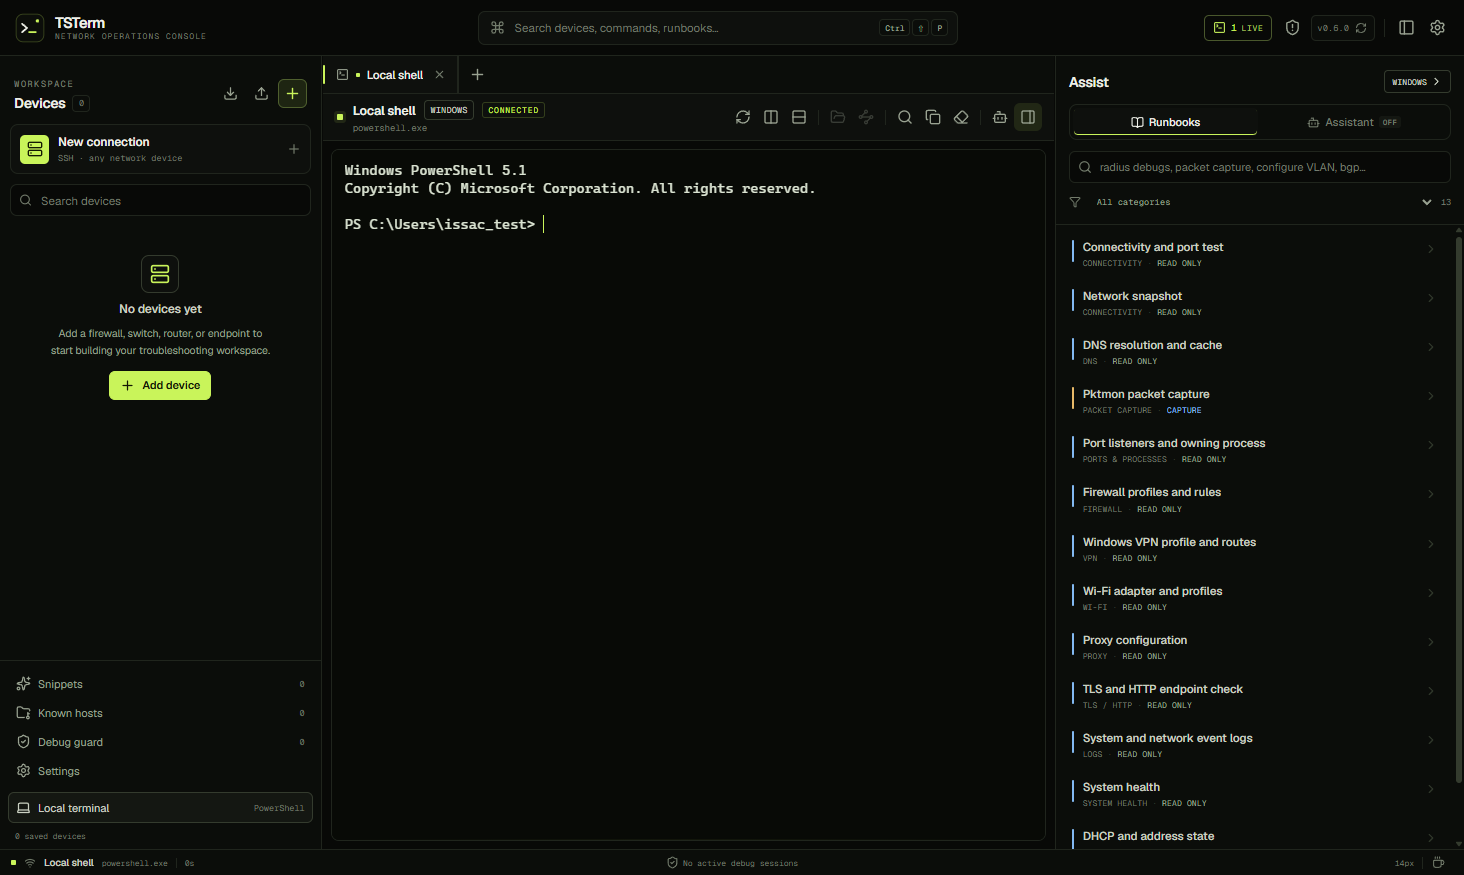 TSTerm
NETWORK OPERATIONS CONSOLE
Search devices, commands, runbooks...
Ctrl ⇧ P
1 LIVE
v0.6.0
WORKSPACE
Devices 0
New connection
SSH · any network device
Search devices
No devices yet
Add a firewall, switch, router, or endpoint to
start building your troubleshooting workspace.
Add device
Snippets 0
Known hosts 0
Debug guard 0
Settings
Local terminal PowerShell
0 saved devices
Local shell
Local shell WINDOWS CONNECTED
powershell.exe
Windows PowerShell 5.1
Copyright (C) Microsoft Corporation. All rights reserved.
PS C:\Users\issac_test>
Assist WINDOWS
Runbooks
Assistant OFF
radius debugs, packet capture, configure VLAN, bgp...
All categories 13
Connectivity and port test
CONNECTIVITY · READ ONLY
Network snapshot
CONNECTIVITY · READ ONLY
DNS resolution and cache
DNS · READ ONLY
Pktmon packet capture
PACKET CAPTURE · CAPTURE
Port listeners and owning process
PORTS & PROCESSES · READ ONLY
Firewall profiles and rules
FIREWALL · READ ONLY
Windows VPN profile and routes
VPN · READ ONLY
Wi-Fi adapter and profiles
WI-FI · READ ONLY
Proxy configuration
PROXY · READ ONLY
TLS and HTTP endpoint check
TLS / HTTP · READ ONLY
System and network event logs
LOGS · READ ONLY
System health
SYSTEM HEALTH · READ ONLY
DHCP and address state
Local shell powershell.exe 0s
No active debug sessions
14px